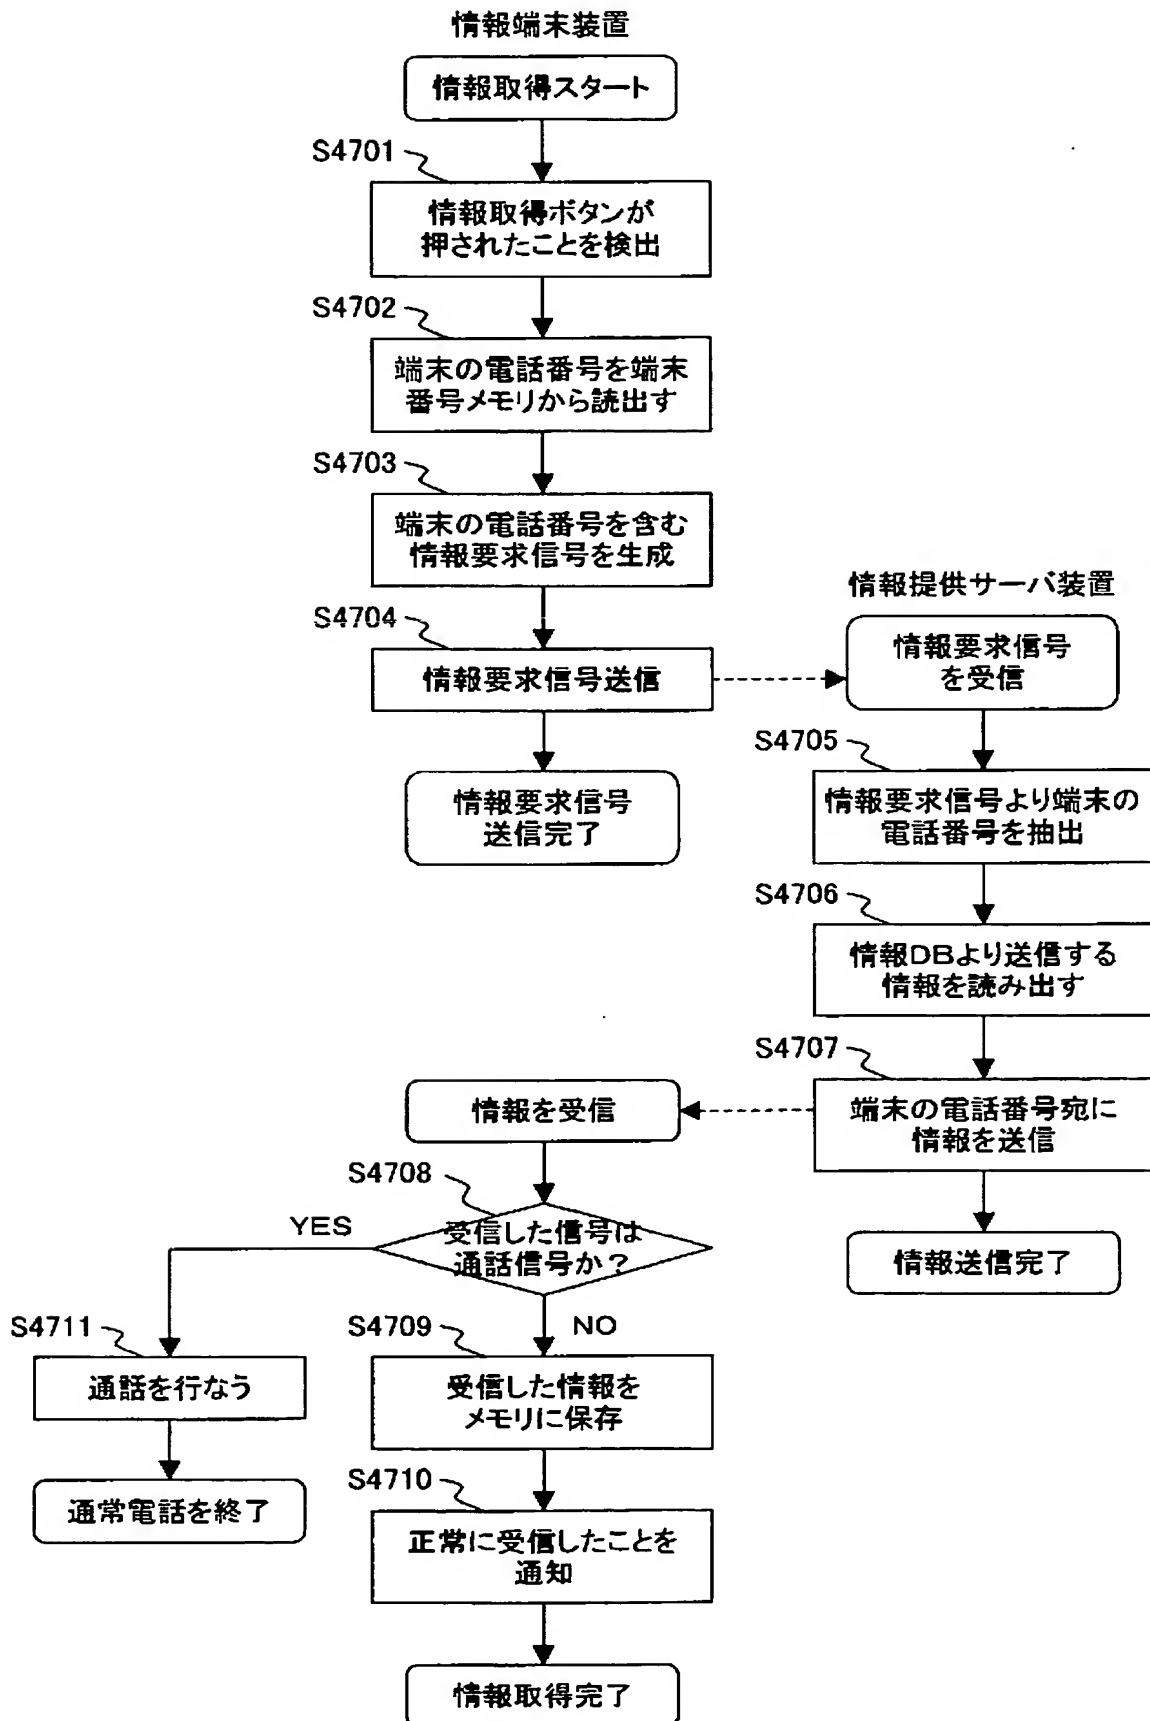 情報端末装置
情報取得スタート
S4701
情報取得ボタンが
押されたことを検出
S4702
端末の電話番号を端末
番号メモリから読出す
S4703
端末の電話番号を含む
情報要求信号を生成
S4704
情報要求信号送信
情報要求信号
送信完了
情報提供サーバ装置
情報要求信号
を受信
S4705
情報要求信号より端末の
電話番号を抽出
S4706
情報DBより送信する
情報を読み出す
S4707
端末の電話番号宛に
情報を送信
情報送信完了
情報を受信
S4708
受信した信号は
通話信号か？
YES
NO
S4711
通話を行なう
通常電話を終了
S4709
受信した情報を
メモリに保存
S4710
正常に受信したことを
通知
情報取得完了